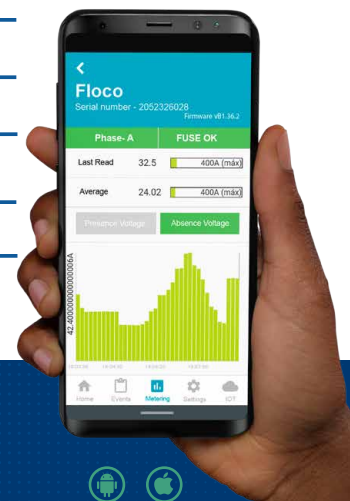 Floco
Serial number - 2052326028
Firmware v81.36.2
Phase- A FUSE OK
Last Read 32.5 400A (máx)
Average 24.02 400A (máx)
Presence Voltage Absence Voltage
42.40000000000006A
Home Events Metering Settings IOT